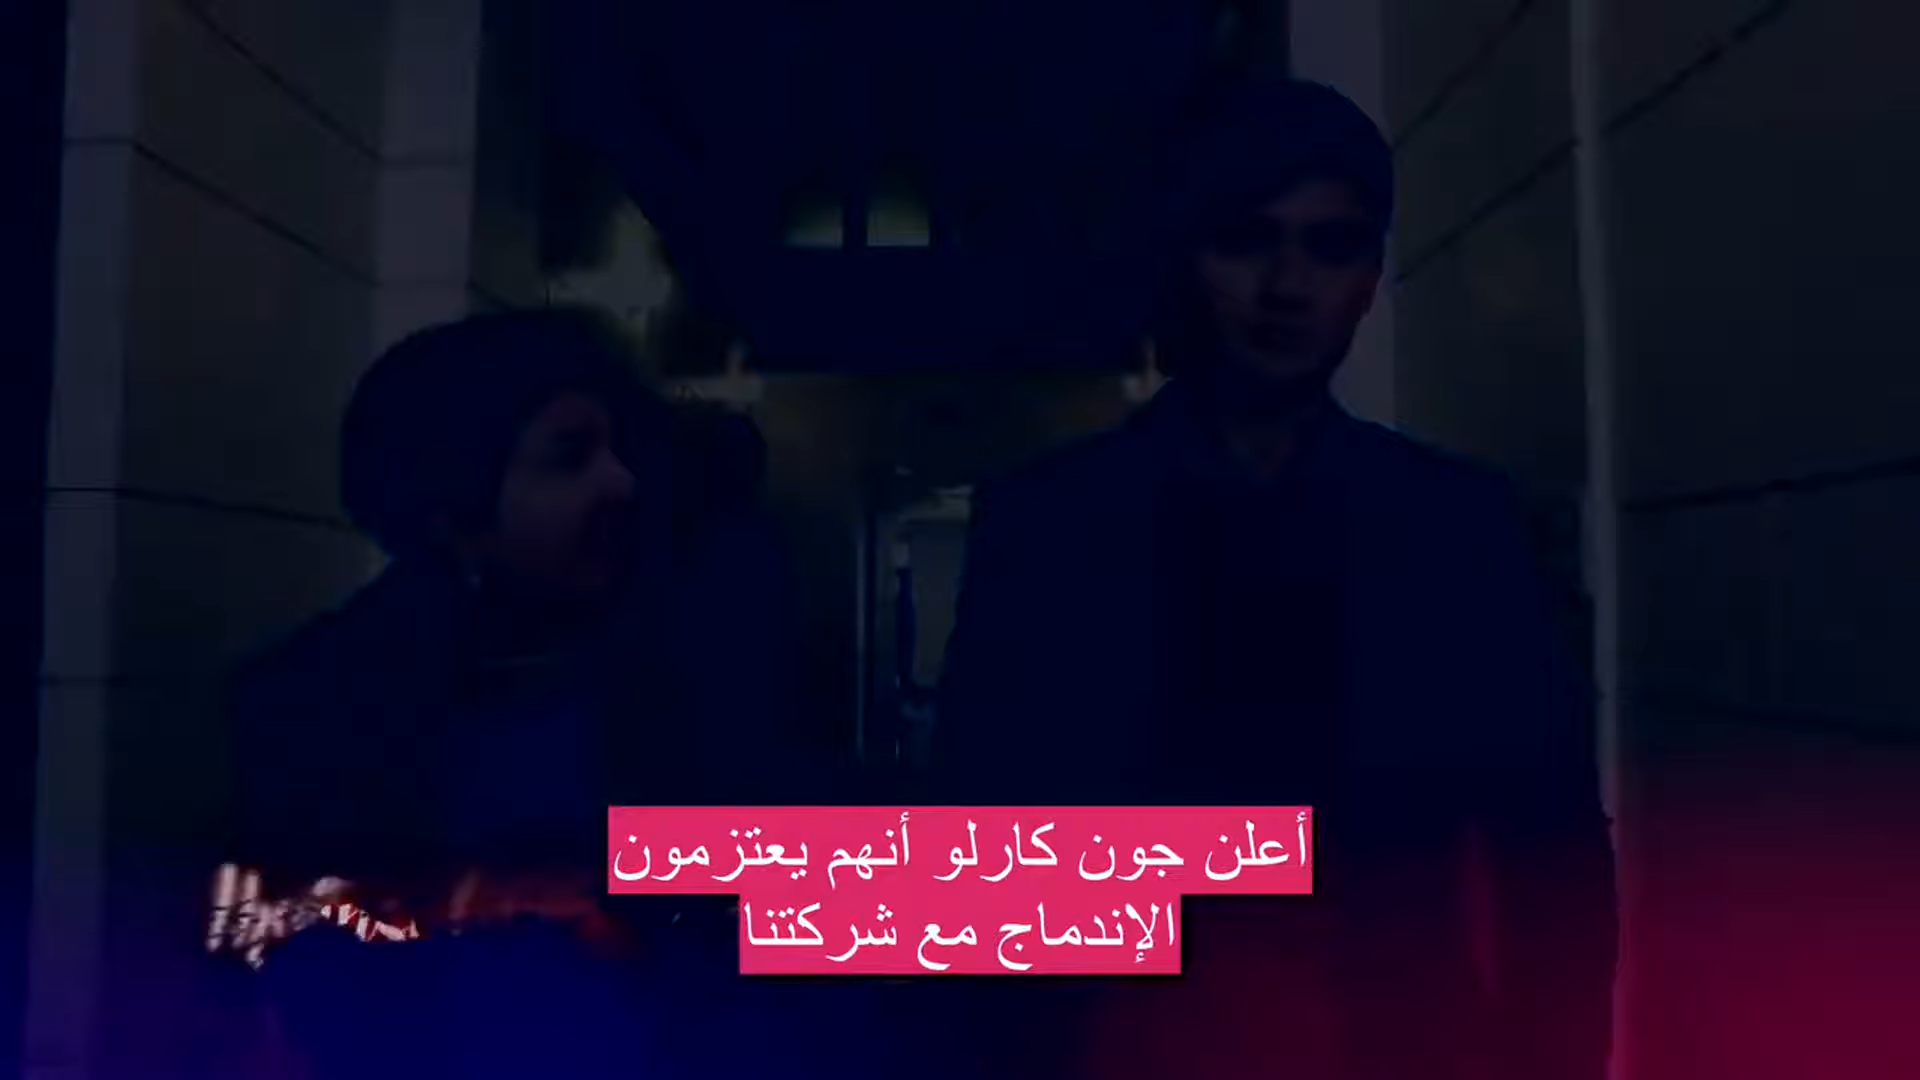 أعلن جون كارلو أنهم يعتزمون
الإندماج مع شركتنا